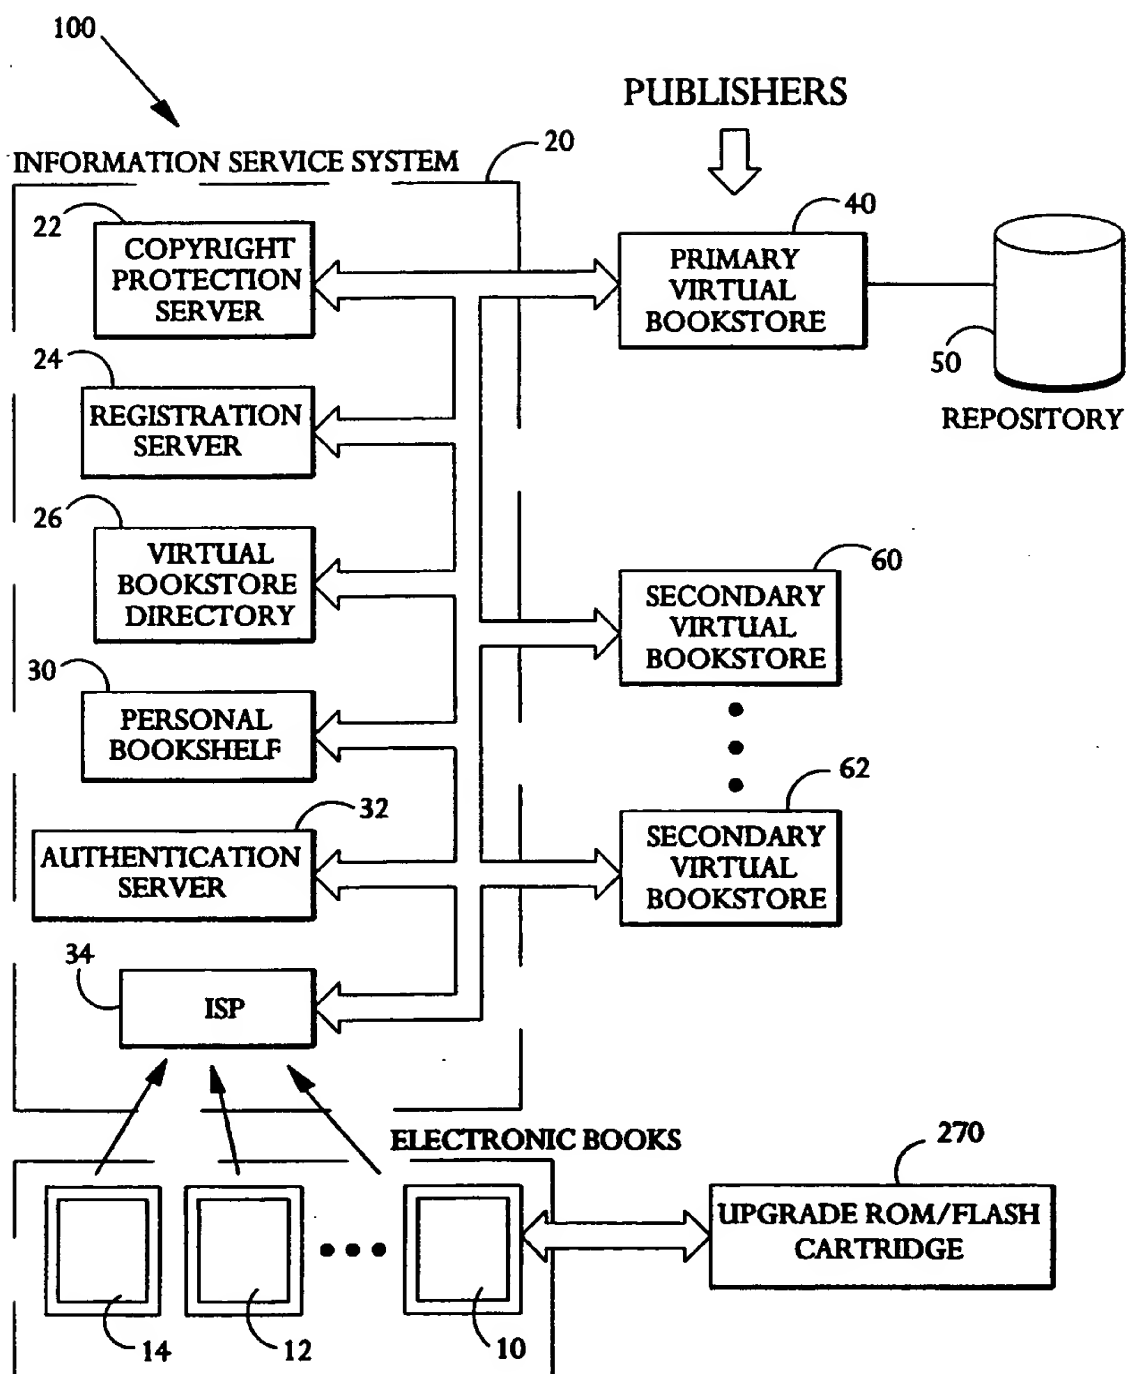 100
PUBLISHERS
INFORMATION SERVICE SYSTEM
20
22
COPYRIGHT
PROTECTION
SERVER
40
PRIMARY
VIRTUAL
BOOKSTORE
50
REPOSITORY
24
REGISTRATION
SERVER
26
VIRTUAL
BOOKSTORE
DIRECTORY
60
SECONDARY
VIRTUAL
BOOKSTORE
30
PERSONAL
BOOKSHELF
62
SECONDARY
VIRTUAL
BOOKSTORE
32
AUTHENTICATION
SERVER
34
ISP
ELECTRONIC BOOKS
270
UPGRADE ROM/FLASH
CARTRIDGE
14
12
10